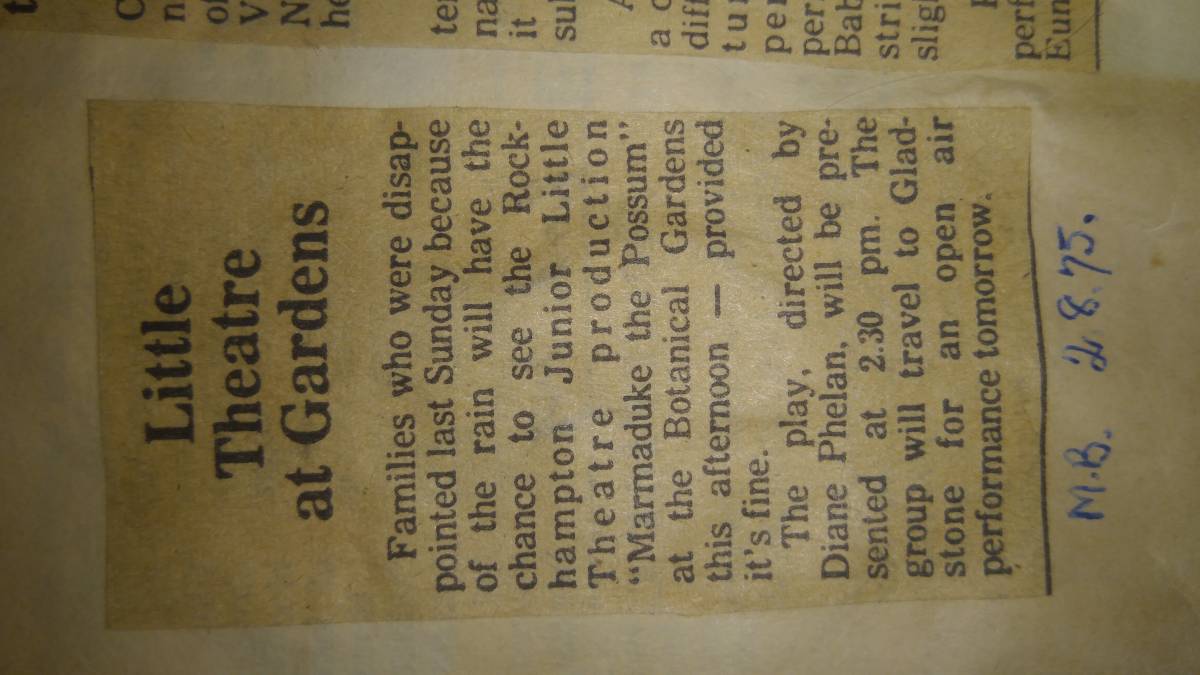 Little
Theatre
at Gardens
Families who were disap-
pointed last Sunday because
of the rain will have the
chance to see the Rock-
hampton Junior Little
Theatre production
“Marmaduke the Possum”
at the Botanical Gardens
this afternoon — provided
it's fine.
The play, directed by
Diane Phelan, will be pre-
sented at 2.30 pm. The
group will travel to Glad-
stone for an open air
performance tomorrow.
M.B. 2.8.75.